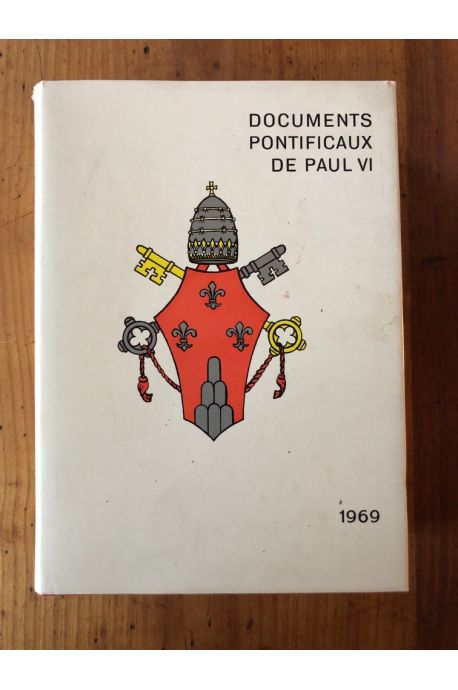 DOCUMENTS
PONTIFICAUX
DE PAUL VI
1969